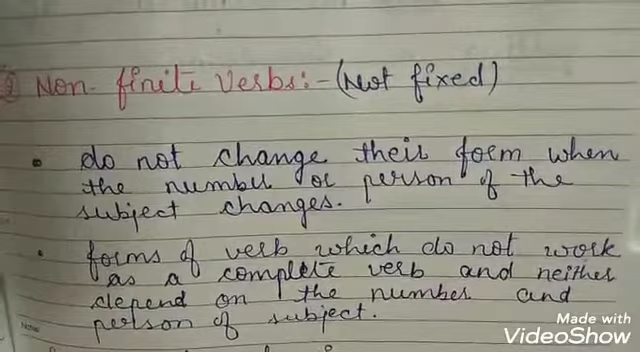 Non-finite Verbs:- (Not fixed)
do not change their form when
the number or person of the
subject changes.
forms of verb which do not work
as a complete verb and neither
depend on the number and
person of subject.
Notes
Made with
VideoShow